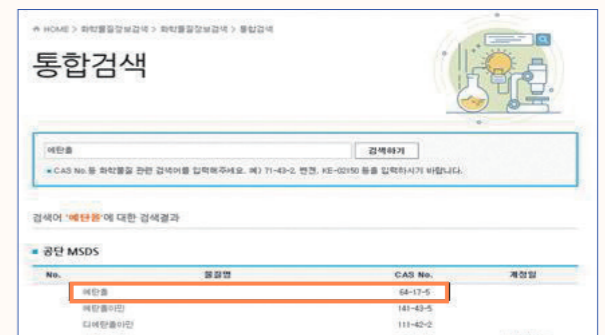 HOME > 화학물질정보검색 > 화학물질정보검색 > 통합검색
통합검색
에탄올
검색하기
CAS No.등 화학물질 관련 검색어를 입력해주세요. 예) 71-43-2, 벤젠, KE-02150 등을 입력하시기 바랍니다.
검색어 '에탄올'에 대한 검색결과
공단 MSDS
No. 물질명 CAS No. 개정일
에탄올 64-17-5
에탄올아민 141-43-5
디에탄올아민 111-42-2